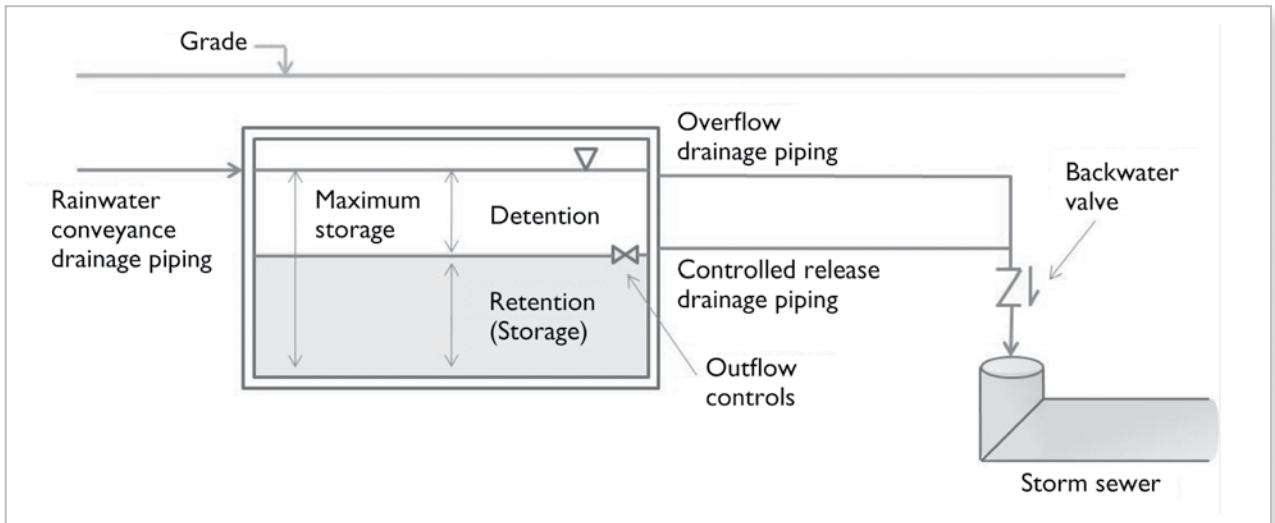 Grade
Overflow
drainage piping
Backwater
valve
Rainwater
conveyance
drainage piping
Maximum
storage
Detention
Controlled release
drainage piping
Retention
(Storage)
Outflow
controls
Storm sewer